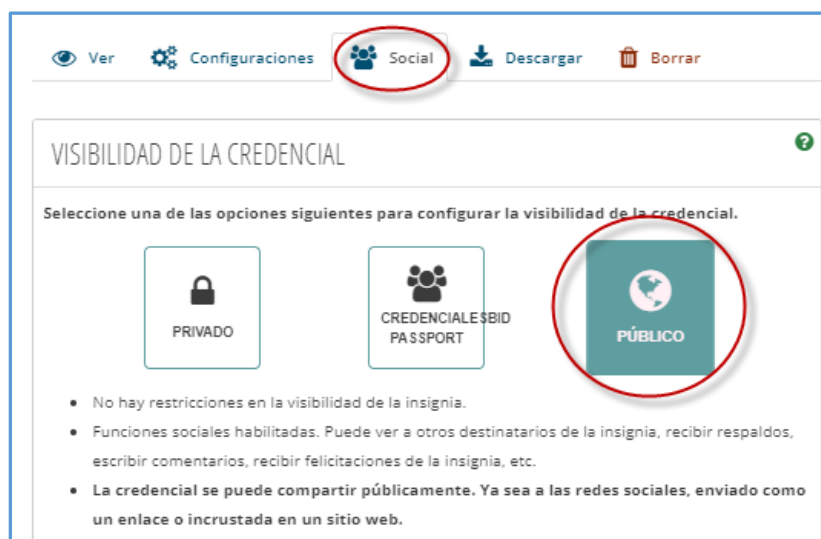 Ver Configuraciones Social Descargar Borrar
VISIBILIDAD DE LA CREDENCIAL
Seleccione una de las opciones siguientes para configurar la visibilidad de la credencial.
PRIVADO
CREDENCIALESBID
PASSPORT
PÚBLICO
No hay restricciones en la visibilidad de la insignia.
Funciones sociales habilitadas. Puede ver a otros destinatarios de la insignia, recibir respaldos,
escribir comentarios, recibir felicitaciones de la insignia, etc.
La credencial se puede compartir públicamente. Ya sea a las redes sociales, enviado como
un enlace o incrustada en un sitio web.